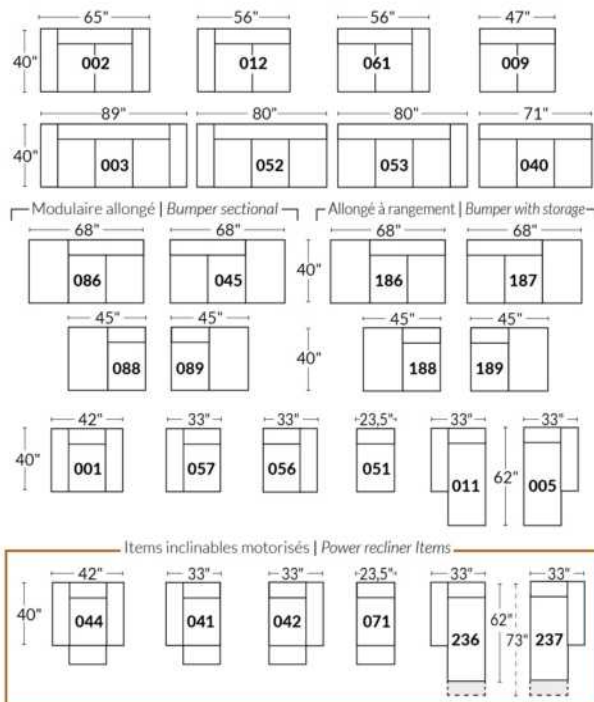 65" 56" 56" 47"
40" 002 012 061 009
89" 80" 80" 71"
40" 003 052 053 040
Modulaire allongé | Bumper sectional Allongé à rangement | Bumper with storage
68" 68" 68" 68"
086 045 40" 186 187
45" 45" 45" 45"
088 089 40" 188 189
42" 33" 33" 23,5" 33" 33"
40" 001 057 056 051 011 62" 005
Items inclinables motorisés | Power recliner Items
42" 33" 33" 23,5" 33" 33"
40" 044 041 042 071 236 62" 73" 237